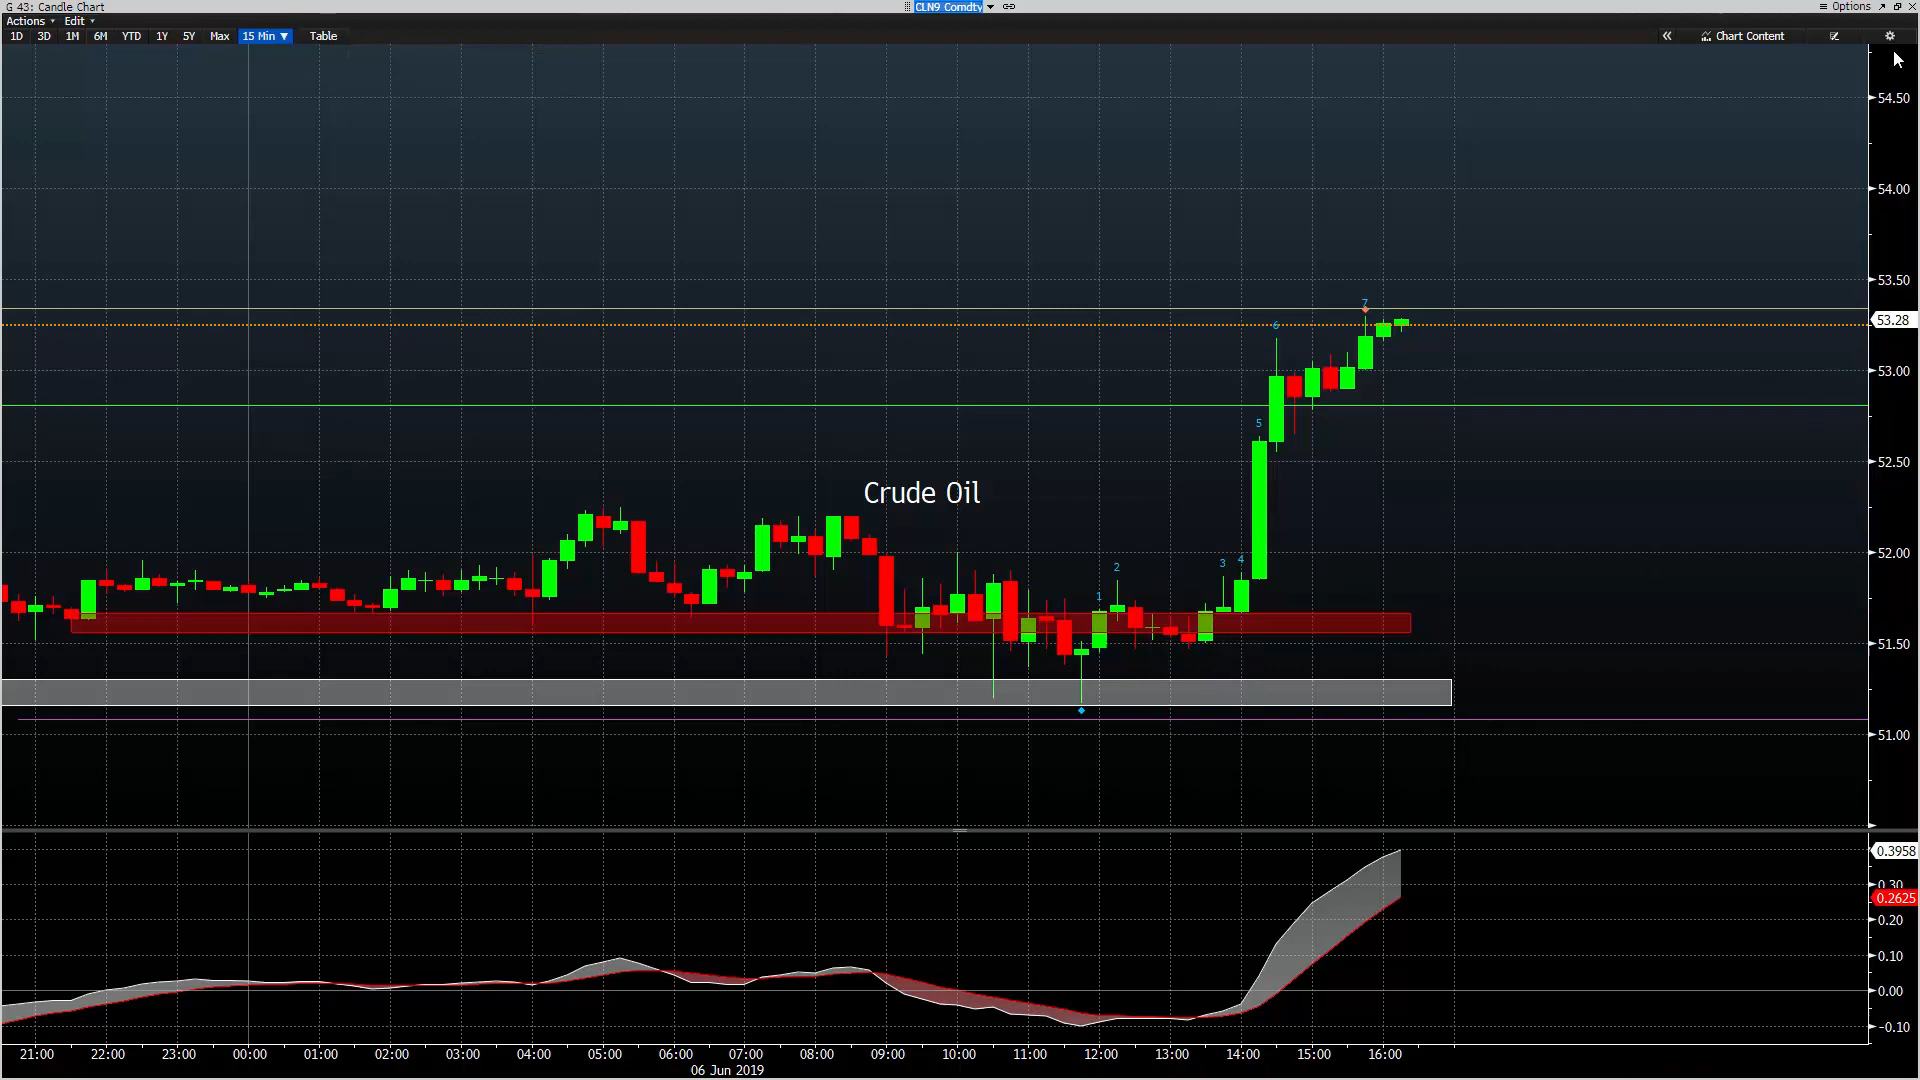 G 43: Candle Chart CLN9 Comdty Options
Actions Edit
1D 3D 1M 6M YTD 1Y 5Y Max 15 Min Table Chart Content
54.50
54.00
53.50
7
53.28
6
53.00
5
52.50
Crude Oil
52.00
1 2 3 4
51.50
51.00
0.3958
0.30
0.2625
0.20
0.10
0.00
-0.10
21:00 22:00 23:00 00:00 01:00 02:00 03:00 04:00 05:00 06:00 07:00 08:00 09:00 10:00 11:00 12:00 13:00 14:00 15:00 16:00
06 Jun 2019